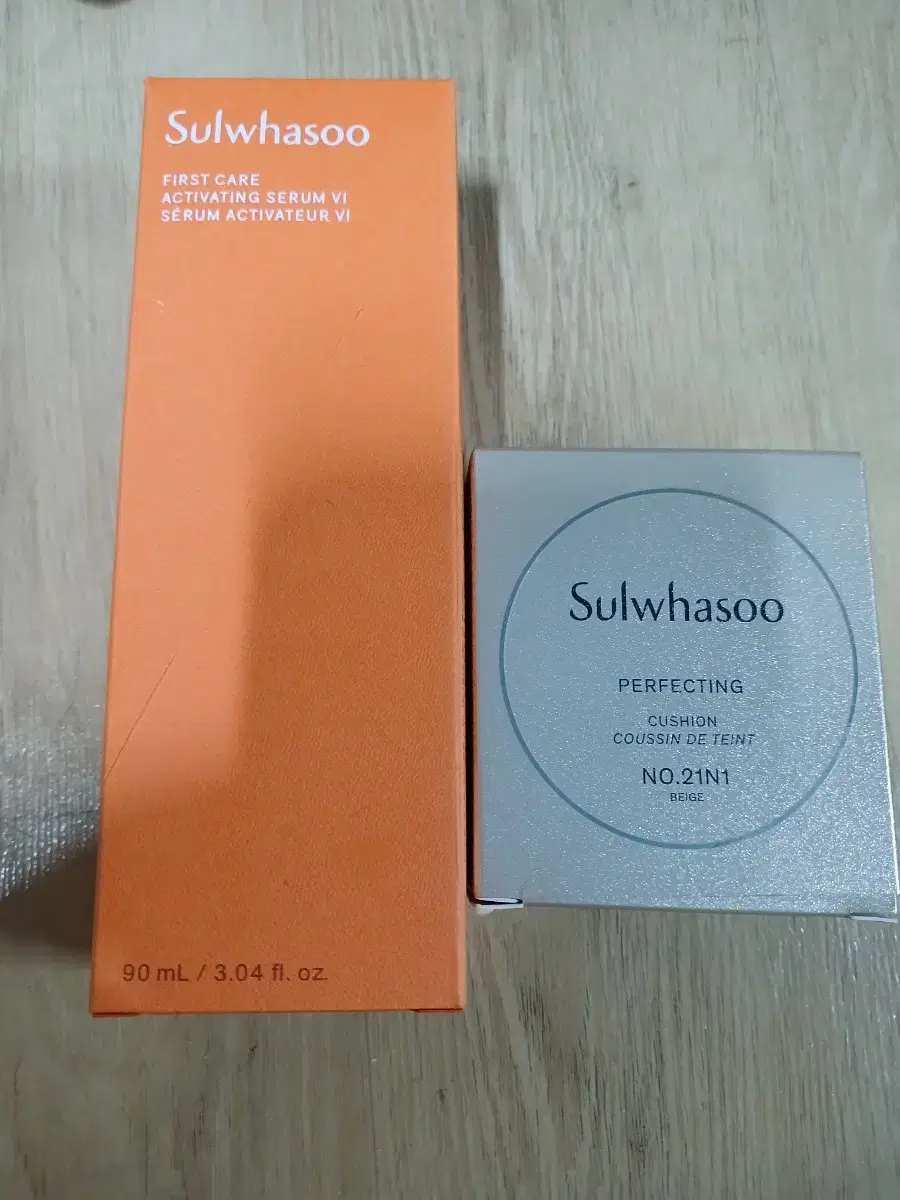 Sulwhasoo
FIRST CARE
ACTIVATING SERUM VI
SÉRUM ACTIVATEUR VI
90 mL / 3.04 fl. oz.
Sulwhasoo
PERFECTING
CUSHION
COUSSIN DE TEINT
NO.21N1
BEIGE